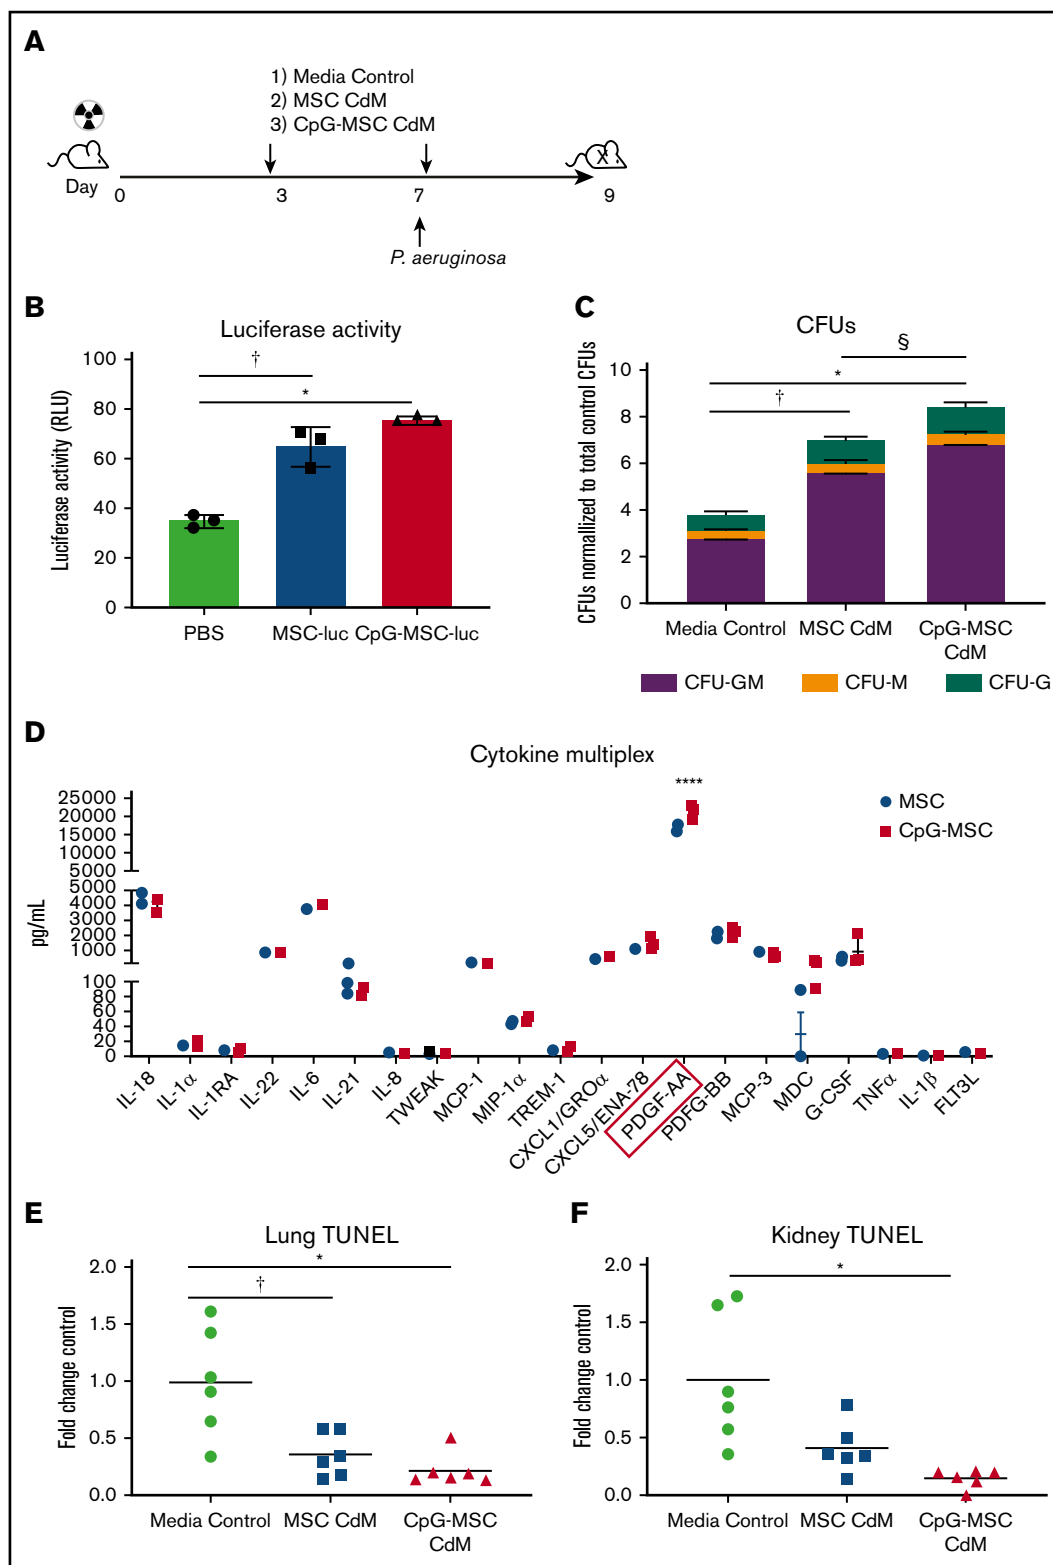 A
1) Media Control
2) MSC CdM
3) CpG-MSC CdM
Day
0
3
7
9
P. aeruginosa
B
Luciferase activity
†
*
Luciferase activity (RLU)
100
80
60
40
20
0
PBS
MSC-luc
CpG-MSC-luc
C
CFUs
§
*
†
CFUs normallized to total control CFUs
10
8
6
4
2
0
Media Control
MSC CdM
CpG-MSC
CdM
CFU-GM
CFU-M
CFU-G
D
Cytokine multiplex
****
MSC
CpG-MSC
pg/mL
25000
20000
15000
10000
5000
5000
4000
3000
2000
1000
100
80
60
40
20
0
IL-18
IL-1α
IL-1RA
IL-22
IL-6
IL-21
IL-8
TWEAK
MCP-1
MIP-1α
TREM-1
CXCL1/GROα
CXCL5/ENA-78
PDGF-AA
PDFG-BB
MCP-3
MDC
G-CSF
TNFα
IL-1β
FLT3L
E
Lung TUNEL
*
†
Fold change control
2.0
1.5
1.0
0.5
0.0
Media Control
MSC CdM
CpG-MSC
CdM
F
Kidney TUNEL
*
Fold change control
2.0
1.5
1.0
0.5
0.0
Media Control
MSC CdM
CpG-MSC
CdM